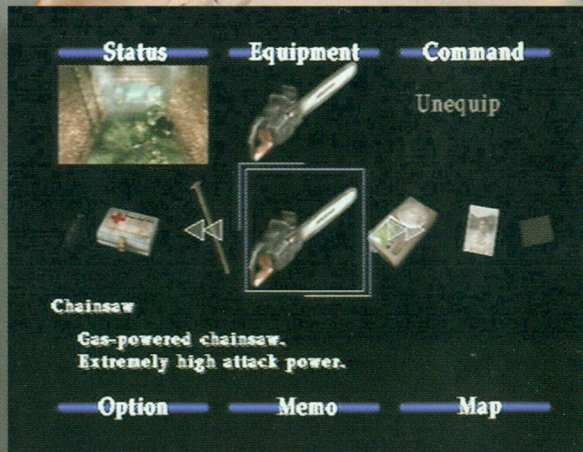 Status Equipment Command
Unequip
Chainsaw
Gas-powered chainsaw.
Extremely high attack power.
Option Memo Map